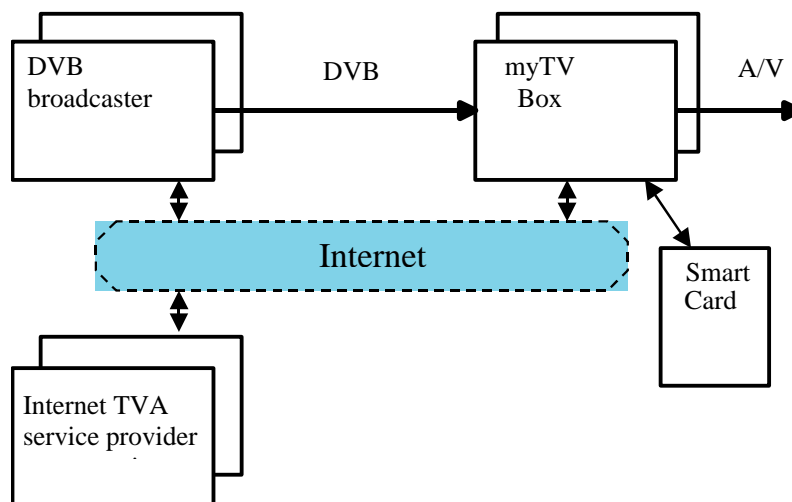 DVB
broadcaster
DVB
myTV
Box
A/V
Internet
Smart
Card
Internet TVA
service provider